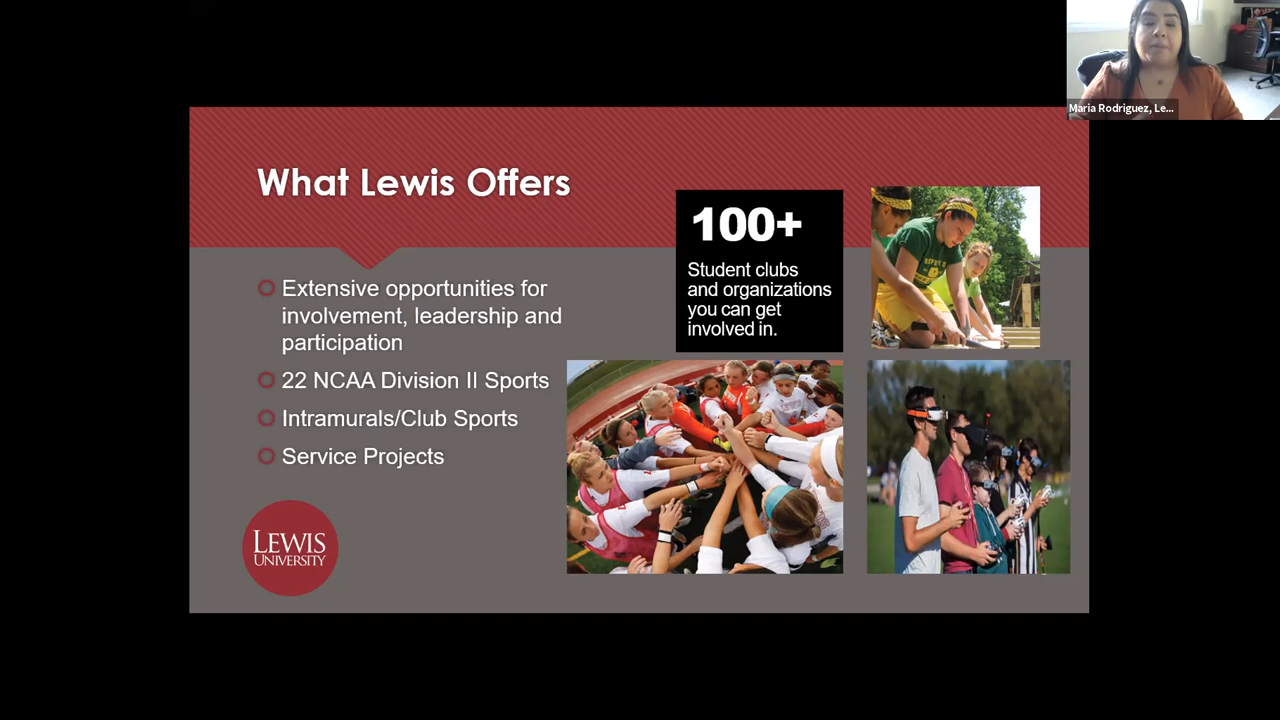 Maria Rodriguez, Le...
What Lewis Offers
100+
Student clubs
and organizations
you can get
involved in.
Extensive opportunities for
involvement, leadership and
participation
22 NCAA Division II Sports
Intramurals/Club Sports
Service Projects
LEWIS
UNIVERSITY